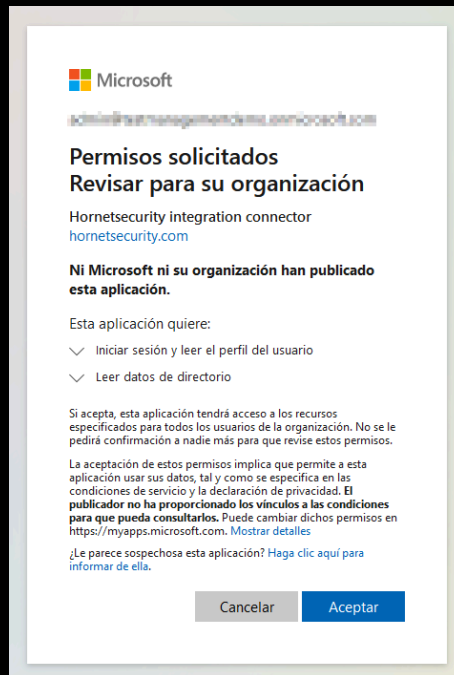 Microsoft
Permisos solicitados
Revisar para su organización
Hornetsecurity integration connector
hornetsecurity.com
Ni Microsoft ni su organización han publicado
esta aplicación.
Esta aplicación quiere:
Iniciar sesión y leer el perfil del usuario
Leer datos de directorio
Si acepta, esta aplicación tendrá acceso a los recursos
especificados para todos los usuarios de la organización. No se le
pedirá confirmación a nadie más para que revise estos permisos.
La aceptación de estos permisos implica que permite a esta
aplicación usar sus datos, tal y como se especifica en las
condiciones de servicio y la declaración de privacidad. El
publicador no ha proporcionado los vínculos a las condiciones
para que pueda consultarlos. Puede cambiar dichos permisos en
https://myapps.microsoft.com. Mostrar detalles
¿Le parece sospechosa esta aplicación? Haga clic aquí para
informar de ella.
Cancelar
Aceptar